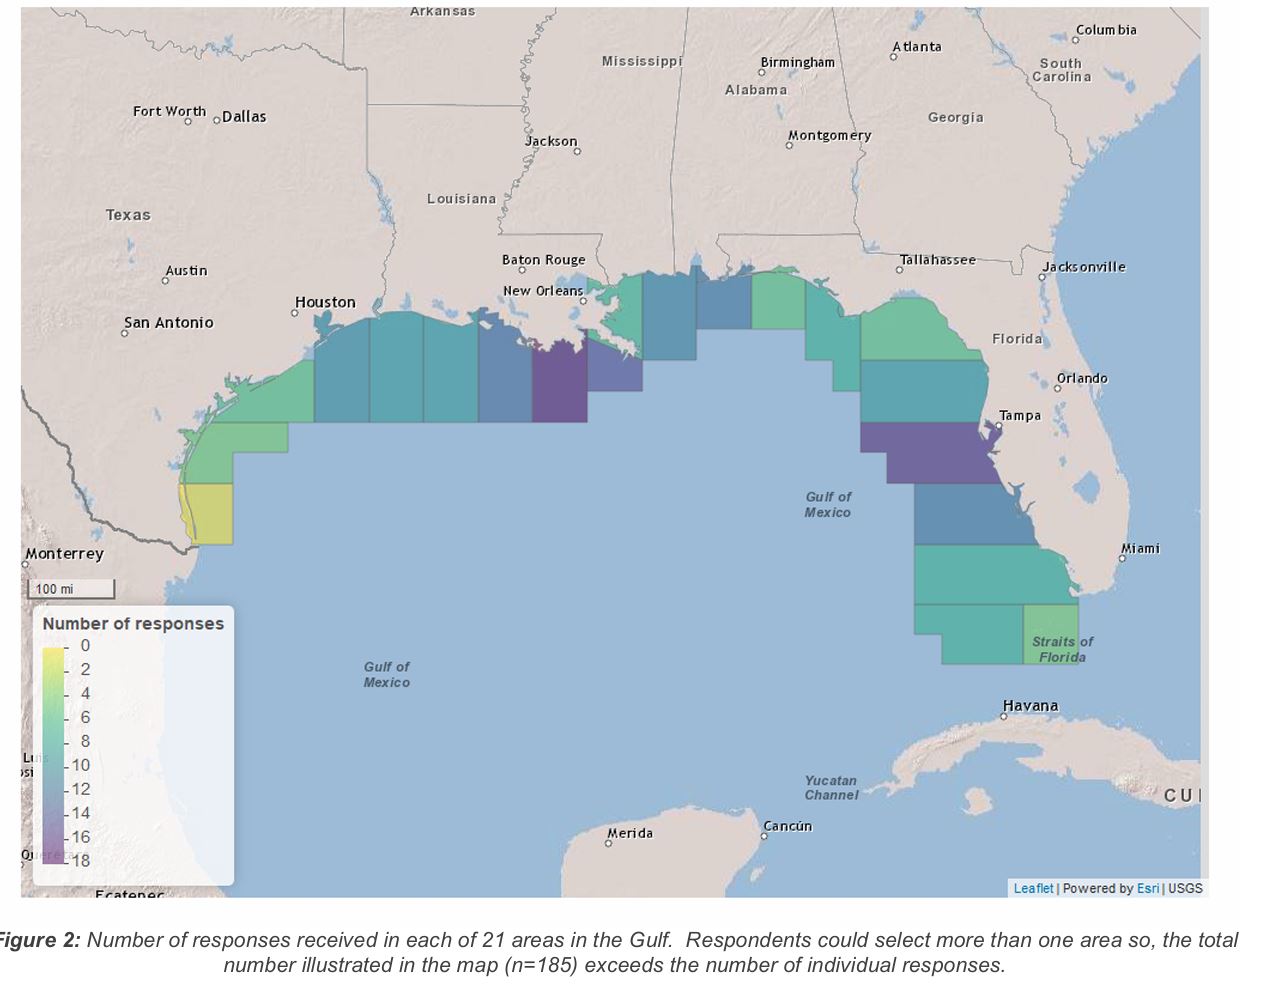 Arkansas
Columbia
Atlanta
Mississippi
Birmingham
South
Carolina
Alabama
Fort Worth
Dallas
Georgia
Jackson
Montgomery
Louisiana
Texas
Baton Rouge
Tallahassee
Jacksonville
Austin
New Orleans
Houston
San Antonio
Florida
Orlando
Tampa
Gulf of
Mexico
Monterrey
Miami
100 mi
Number of responses
0
2
4
6
8
10
12
14
16
18
Straits of
Florida
Gulf of
Mexico
Havana
Yucatan
Channel
CU
Merida
Cancún
Ecatepec
Leaflet | Powered by Esri | USGS
Figure 2: Number of responses received in each of 21 areas in the Gulf. Respondents could select more than one area so, the total
number illustrated in the map (n=185) exceeds the number of individual responses.